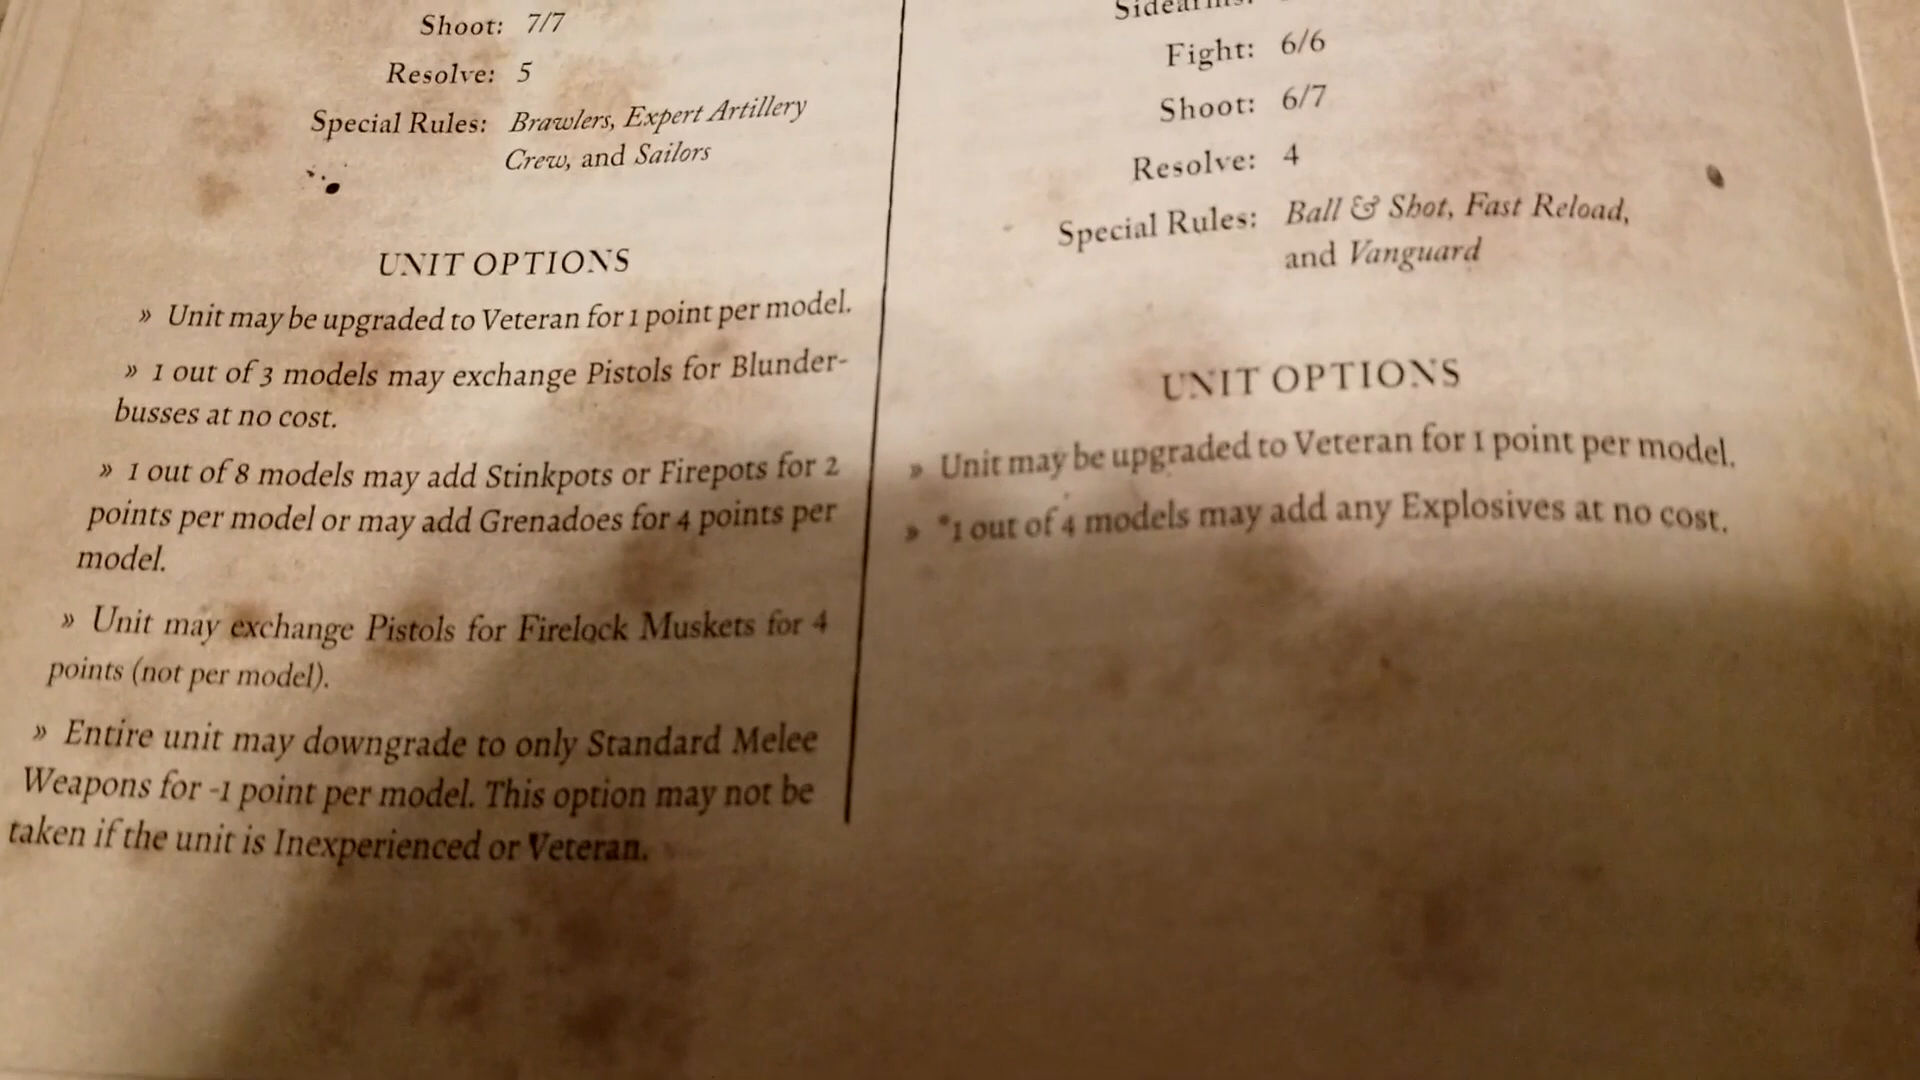 Shoot: 7/7
Resolve: 5
Special Rules: Brawlers, Expert Artillery
Crew, and Sailors
UNIT OPTIONS
» Unit may be upgraded to Veteran for 1 point per model.
» 1 out of 3 models may exchange Pistols for Blunder-
busses at no cost.
» 1 out of 8 models may add Stinkpots or Firepots for 2
points per model or may add Grenadoes for 4 points per
model.
» Unit may exchange Pistols for Firelock Muskets for 4
points (not per model).
» Entire unit may downgrade to only Standard Melee
Weapons for -1 point per model. This option may not be
taken if the unit is Inexperienced or Veteran.
Sidearms:
Fight: 6/6
Shoot: 6/7
Resolve: 4
Special Rules: Ball & Shot, Fast Reload,
and Vanguard
UNIT OPTIONS
» Unit may be upgraded to Veteran for 1 point per model.
» *1 out of 4 models may add any Explosives at no cost.